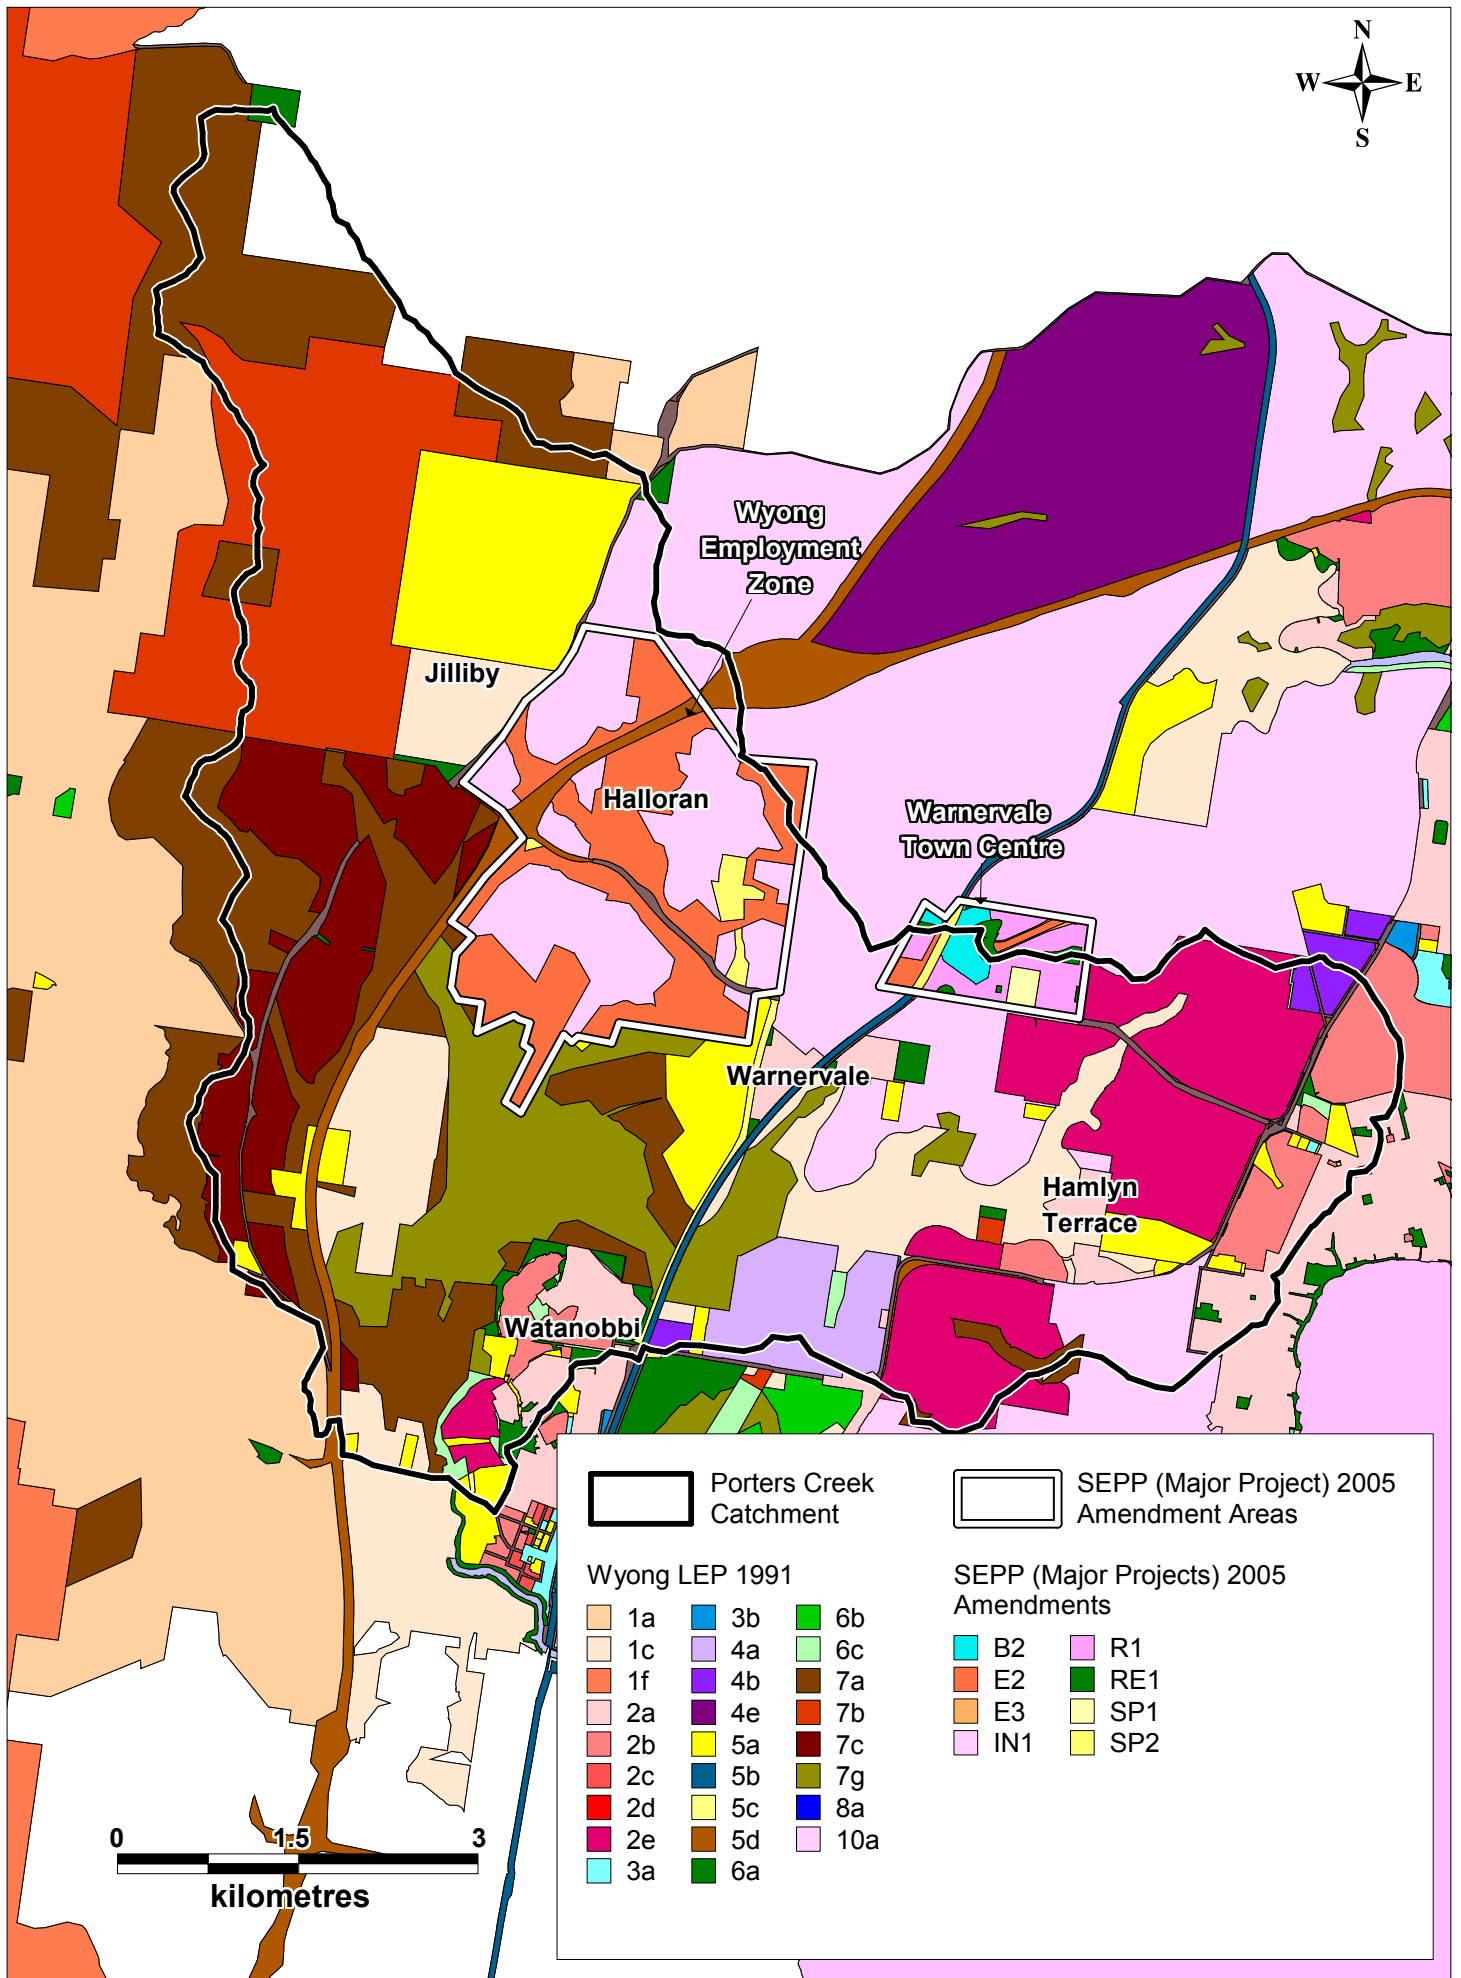 N
W E
S
Wyong
Employment
Zone
Jilliby
Halloran
Warnervale
Town Centre
Warnervale
Hamlyn
Terrace
Watanobbi
Porters Creek
Catchment
SEPP (Major Project) 2005
Amendment Areas
Wyong LEP 1991
1a
1c
1f
2a
2b
2c
2d
2e
3a
3b
4a
4b
4e
5a
5b
5c
5d
6a
6b
6c
7a
7b
7c
7g
8a
10a
SEPP (Major Projects) 2005
Amendments
B2
E2
E3
IN1
R1
RE1
SP1
SP2
0 1.5 3
kilometres